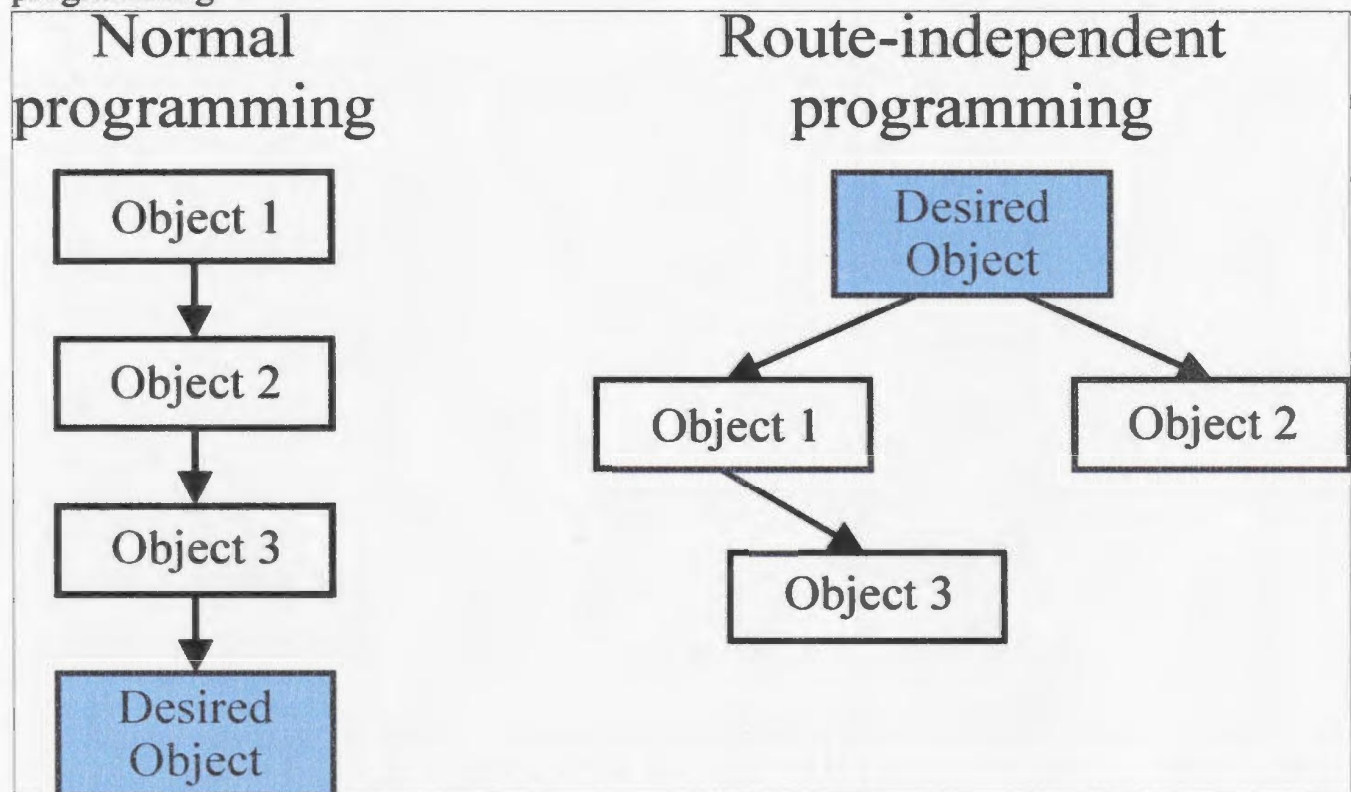 programming
Normal
programming
Object 1
Object 2
Object 3
Desired
Object
Route-independent
programming
Desired
Object
Object 1
Object 2
Object 3